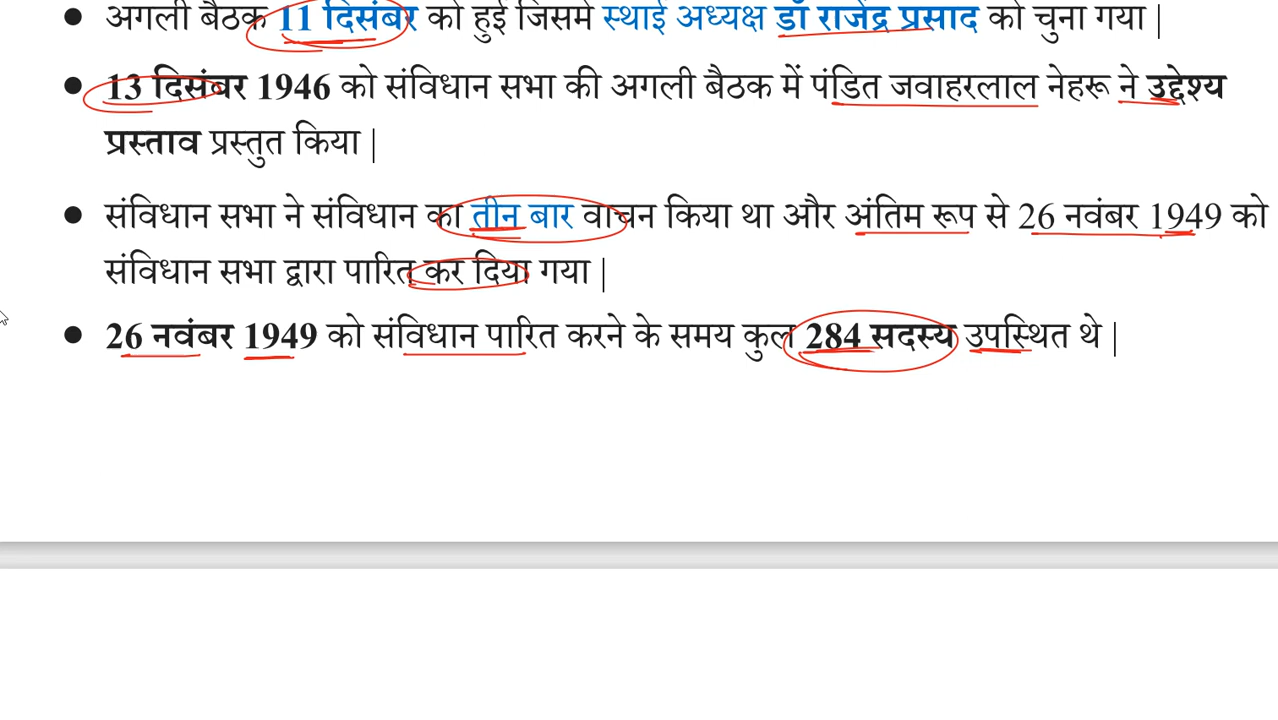 • अगली बैठक 11 दिसंबर को हुई जिसमें स्थाई अध्यक्ष डॉ राजेंद्र प्रसाद को चुना गया |
• 13 दिसंबर 1946 को संविधान सभा की अगली बैठक में पंडित जवाहरलाल नेहरू ने उद्देश्य
प्रस्ताव प्रस्तुत किया |
• संविधान सभा ने संविधान का तीन बार वाचन किया था और अंतिम रूप से 26 नवंबर 1949 को
संविधान सभा द्वारा पारित कर दिया गया |
• 26 नवंबर 1949 को संविधान पारित करने के समय कुल 284 सदस्य उपस्थित थे |